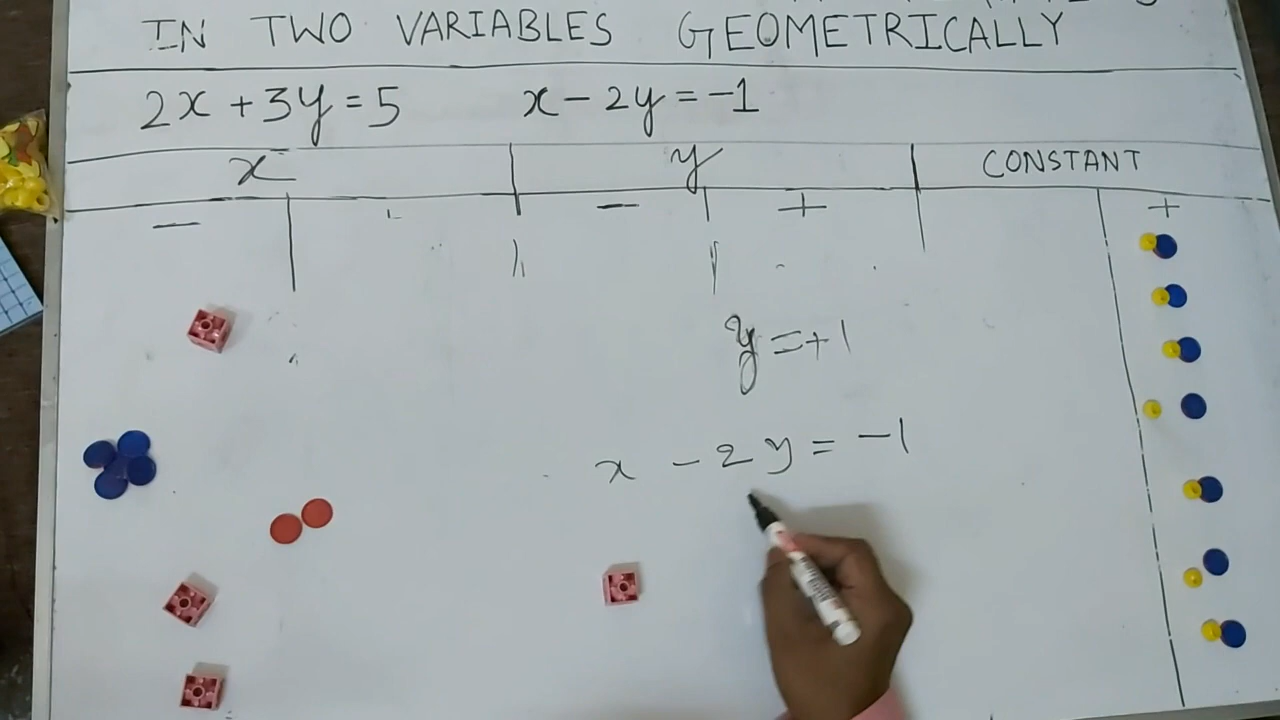 IN TWO VARIABLES GEOMETRICALLY
2x + 3y = 5 x - 2y = -1
x y CONSTANT
- - + +
y = +1
x - 2y = -1